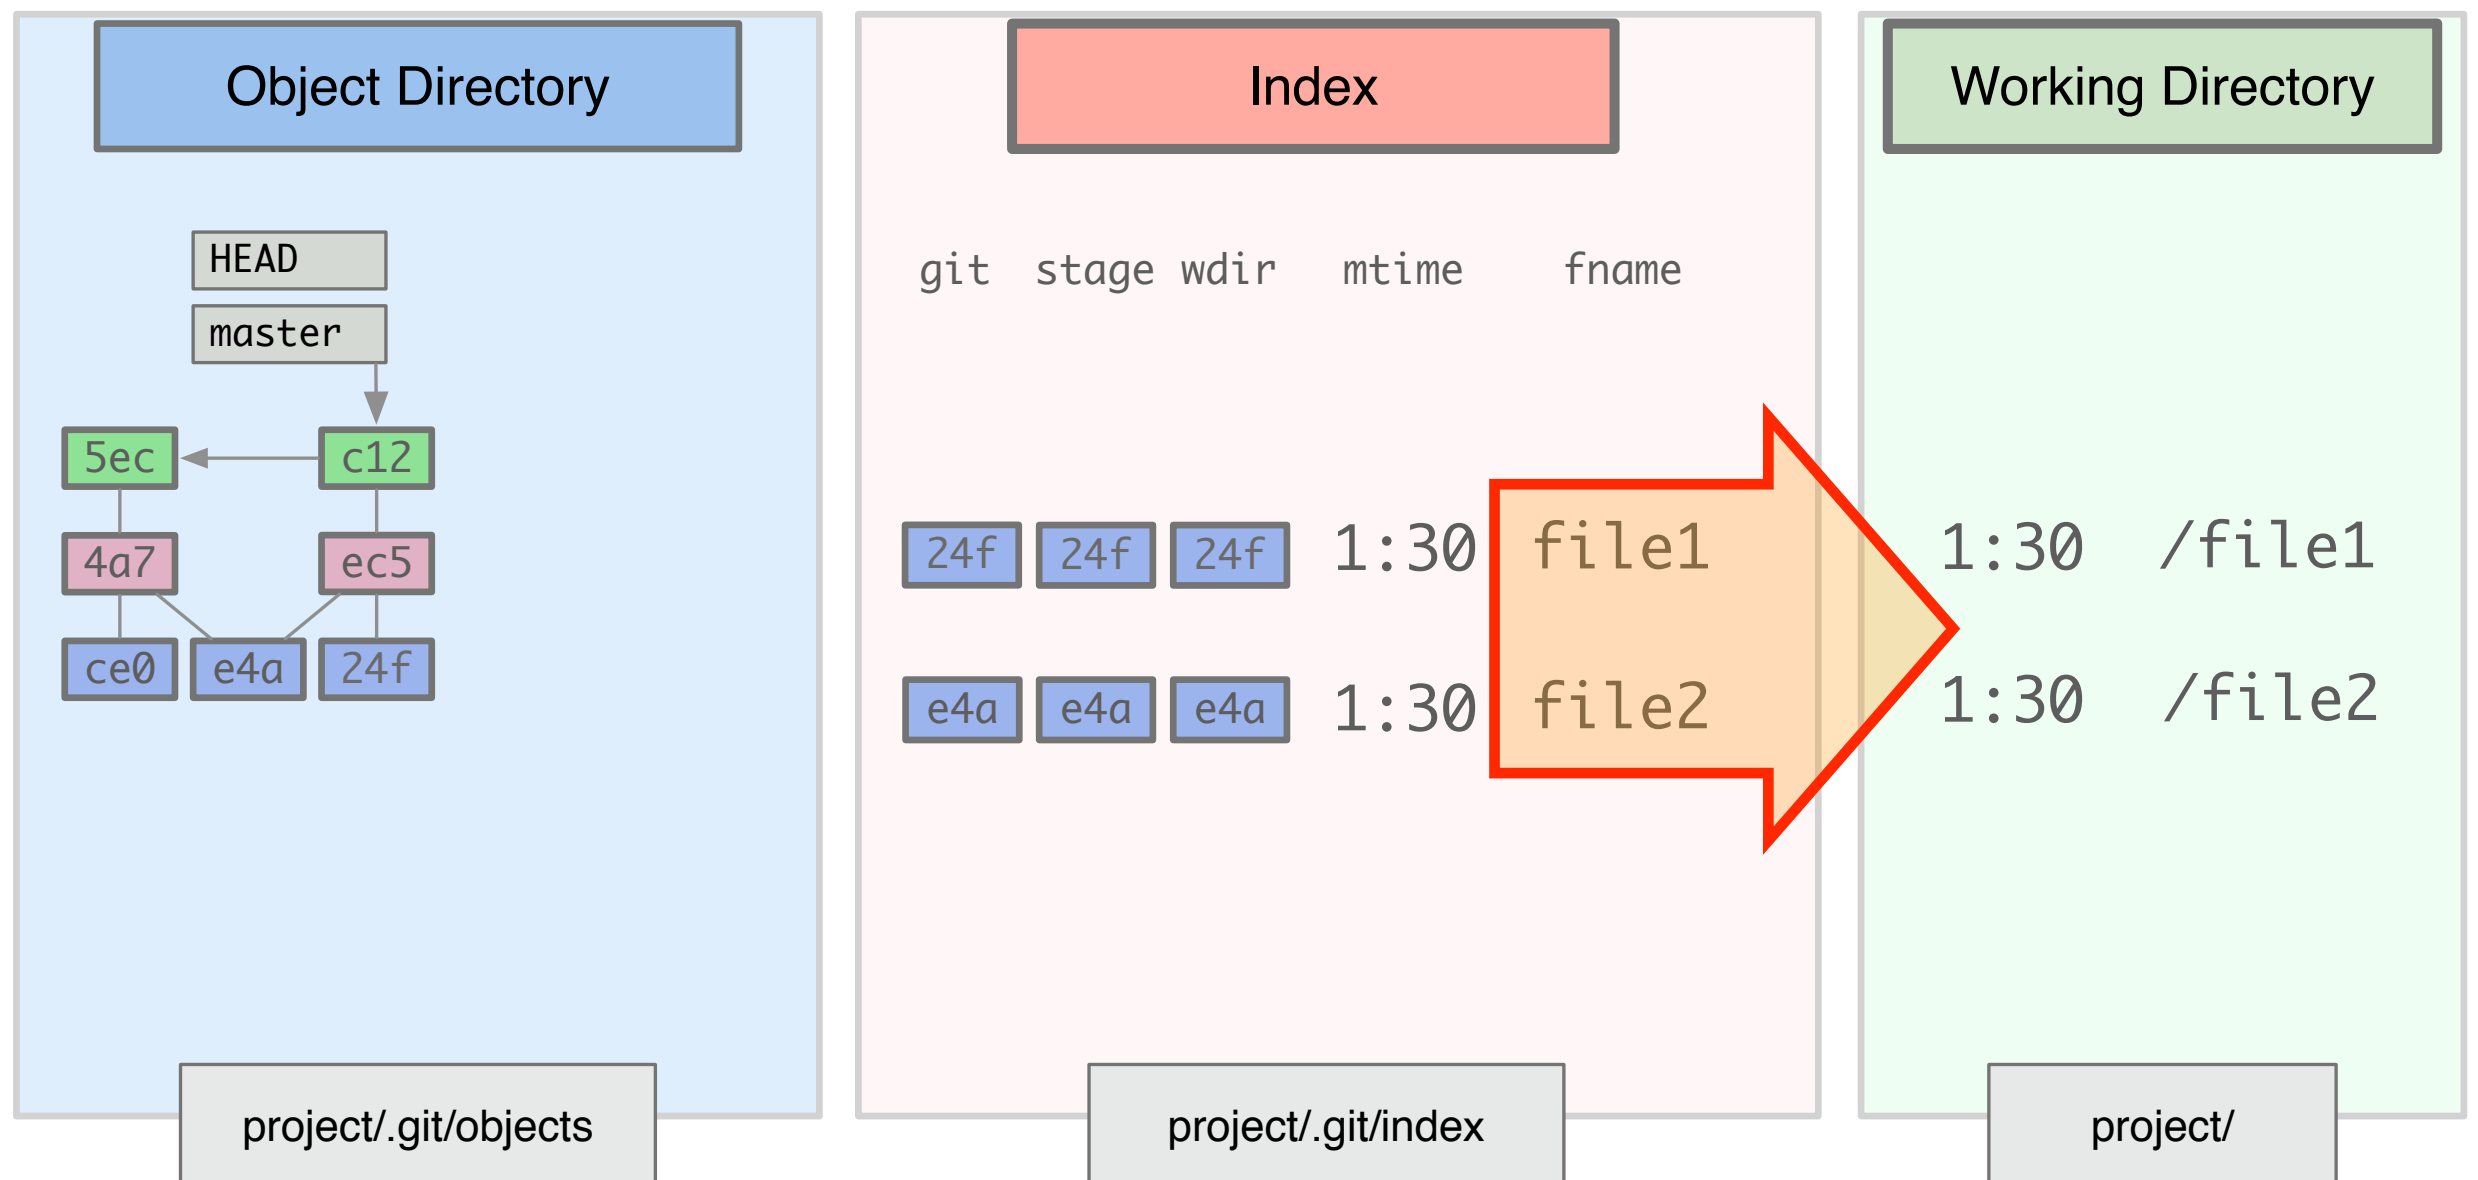 Object Directory
HEAD
master
5ec c12
4a7 ec5
ce0 e4a 24f
project/.git/objects
Index
git stage wdir mtime fname
24f 24f 24f 1:30 file1
e4a e4a e4a 1:30 file2
project/.git/index
Working Directory
1:30 /file1
1:30 /file2
project/